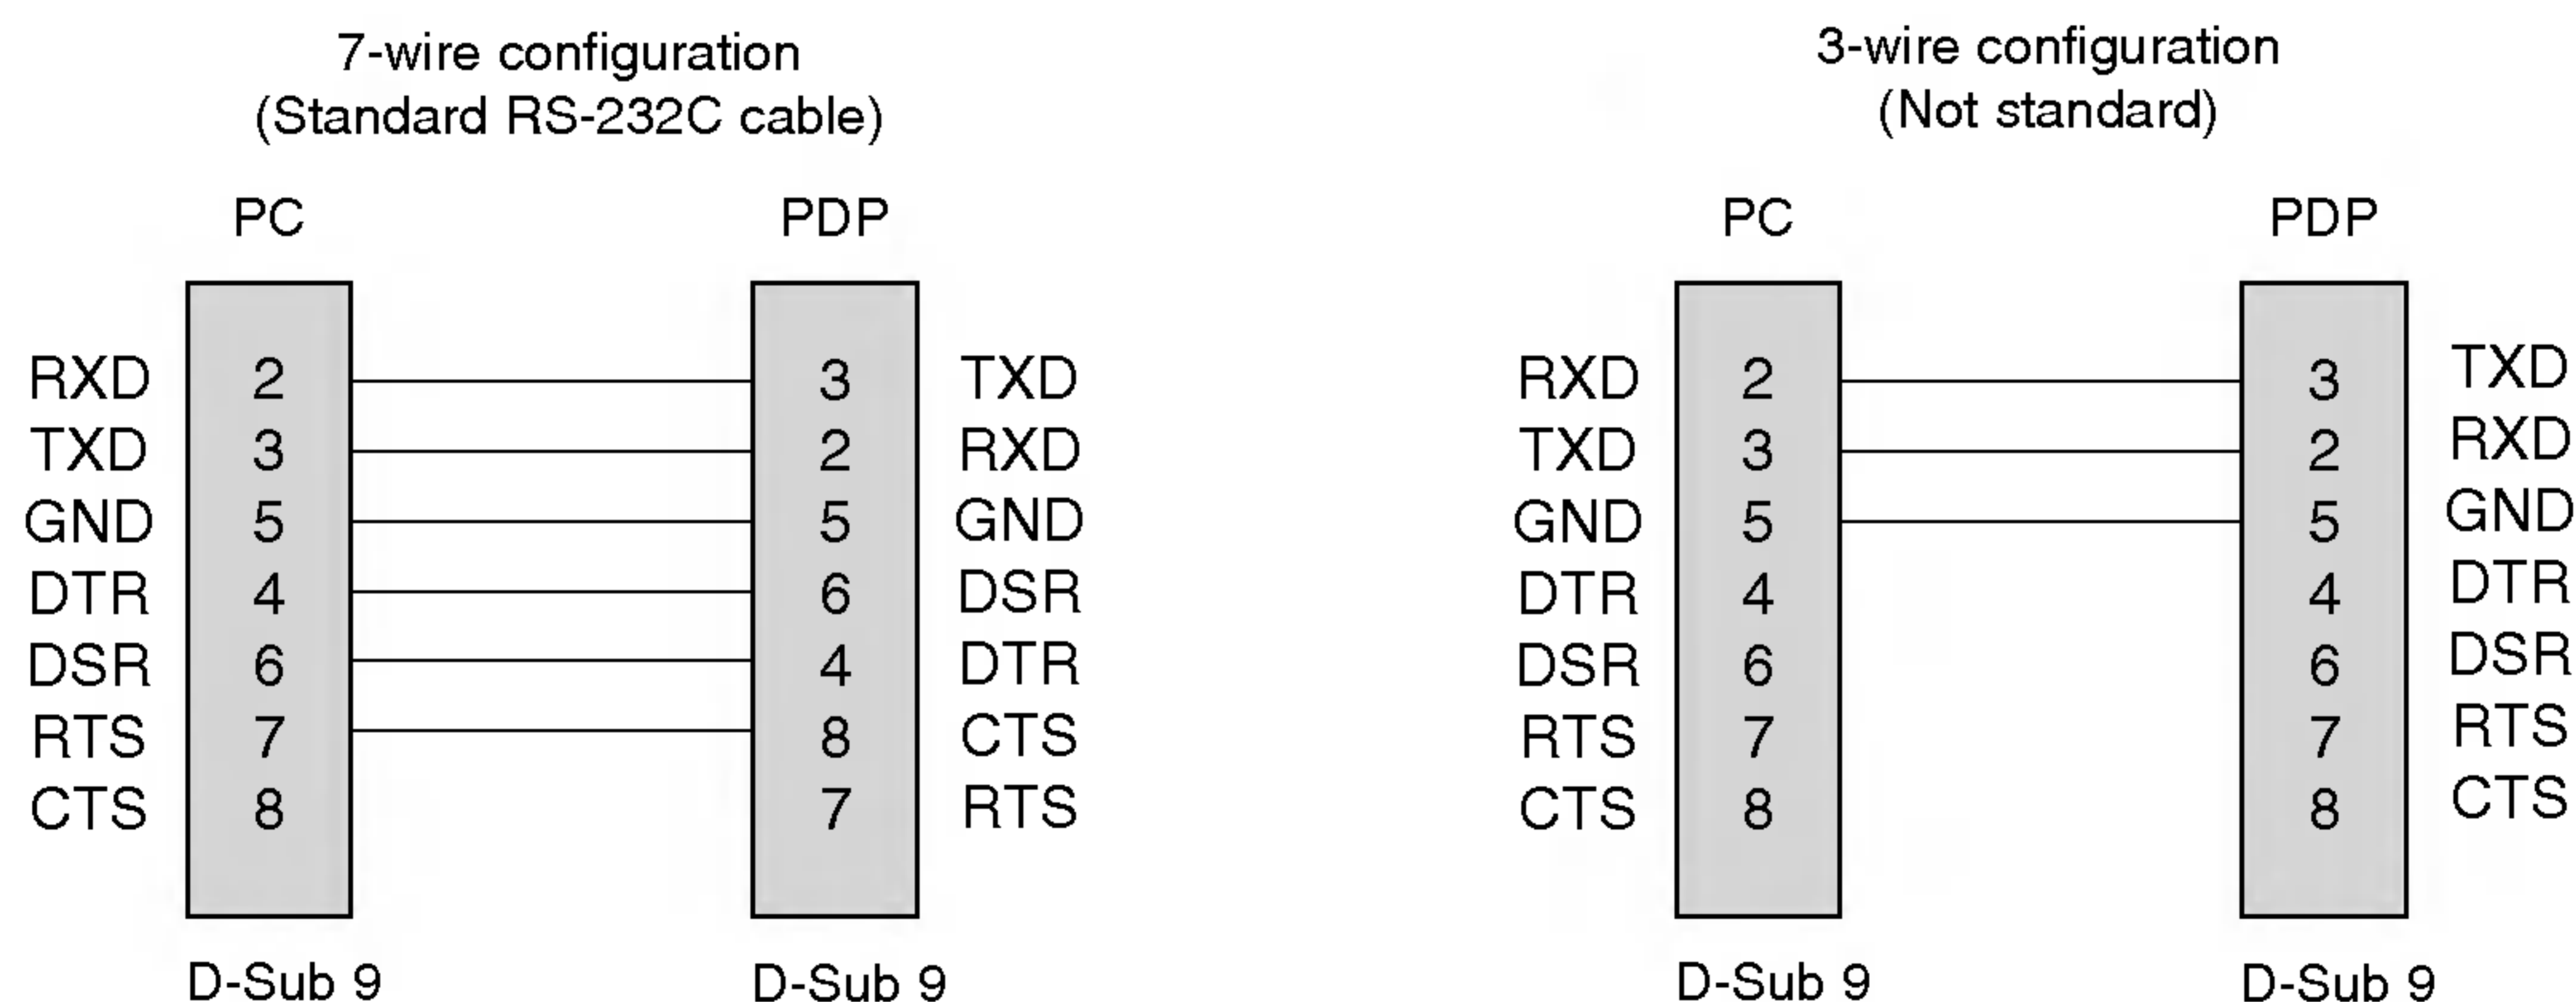 7-wire configuration
(Standard RS-232C cable)
PC PDP
RXD 2 3 TXD
TXD 3 2 RXD
GND 5 5 GND
DTR 4 6 DSR
DSR 6 4 DTR
RTS 7 8 CTS
CTS 8 7 RTS
D-Sub 9 D-Sub 9
3-wire configuration
(Not standard)
PC PDP
RXD 2 3 TXD
TXD 3 2 RXD
GND 5 5 GND
DTR 4 4 DTR
DSR 6 6 DSR
RTS 7 7 RTS
CTS 8 8 CTS
D-Sub 9 D-Sub 9